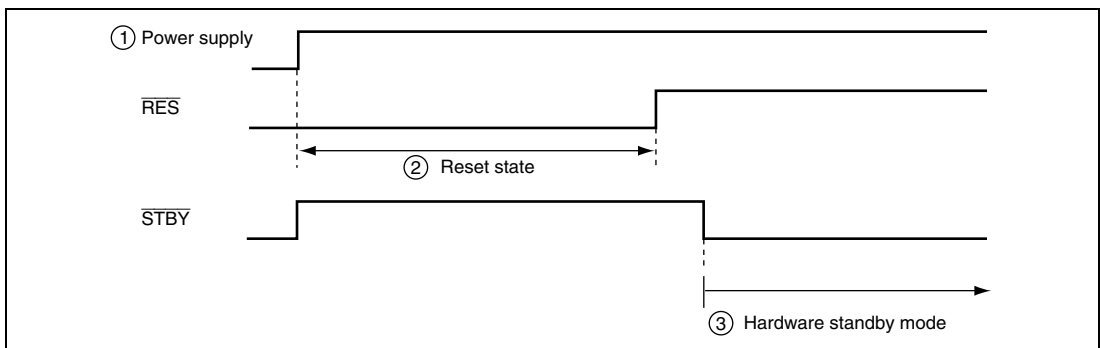 ① Power supply
RES
② Reset state
STBY
③ Hardware standby mode